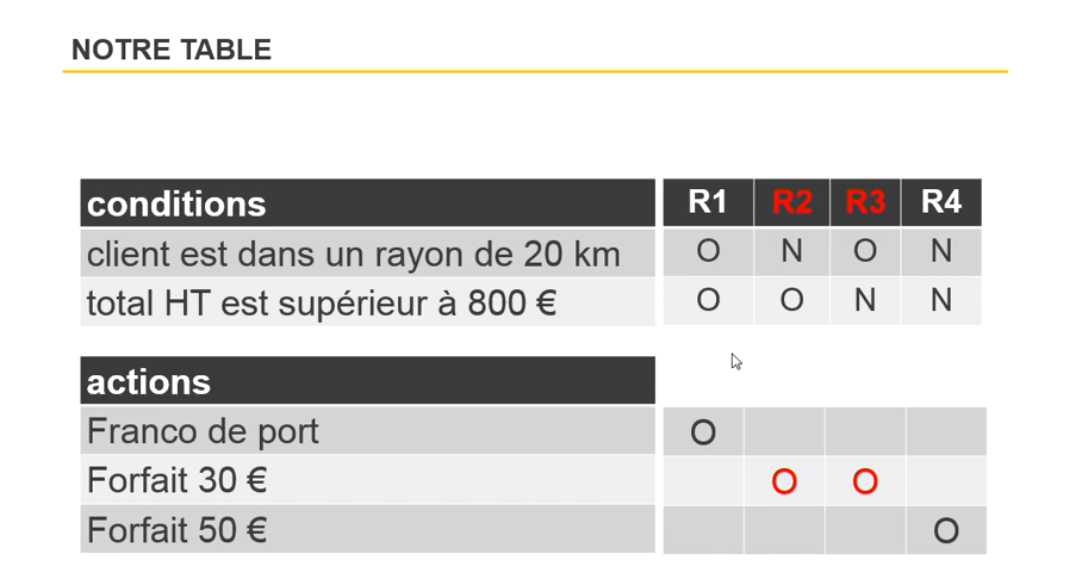 NOTRE TABLE
conditions R1 R2 R3 R4
client est dans un rayon de 20 km O N O N
total HT est supérieur à 800 € O O N N
actions
Franco de port O
Forfait 30 € O O
Forfait 50 € O